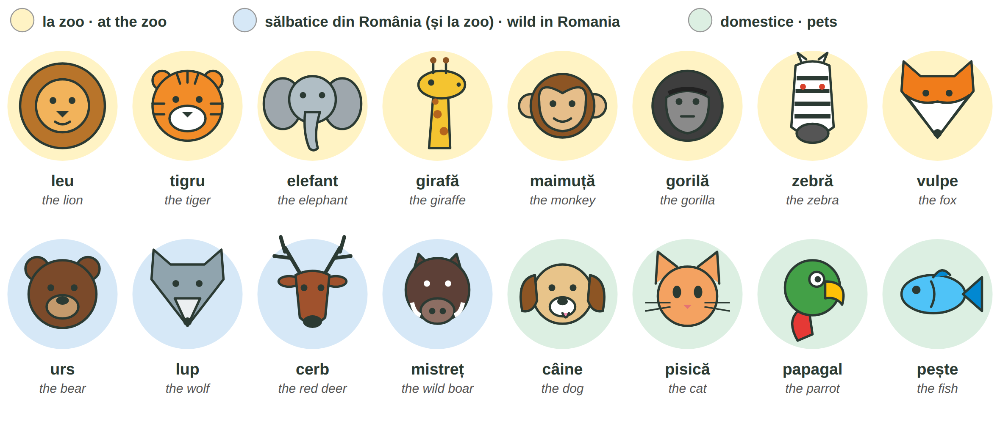 la zoo · at the zoo
sălbatice din România (și la zoo) · wild in Romania
domestice · pets
leu
the lion
tigru
the tiger
elefant
the elephant
girafă
the giraffe
maimuță
the monkey
gorilă
the gorilla
zebră
the zebra
vulpe
the fox
urs
the bear
lup
the wolf
cerb
the red deer
mistreț
the wild boar
câine
the dog
pisică
the cat
papagal
the parrot
pește
the fish